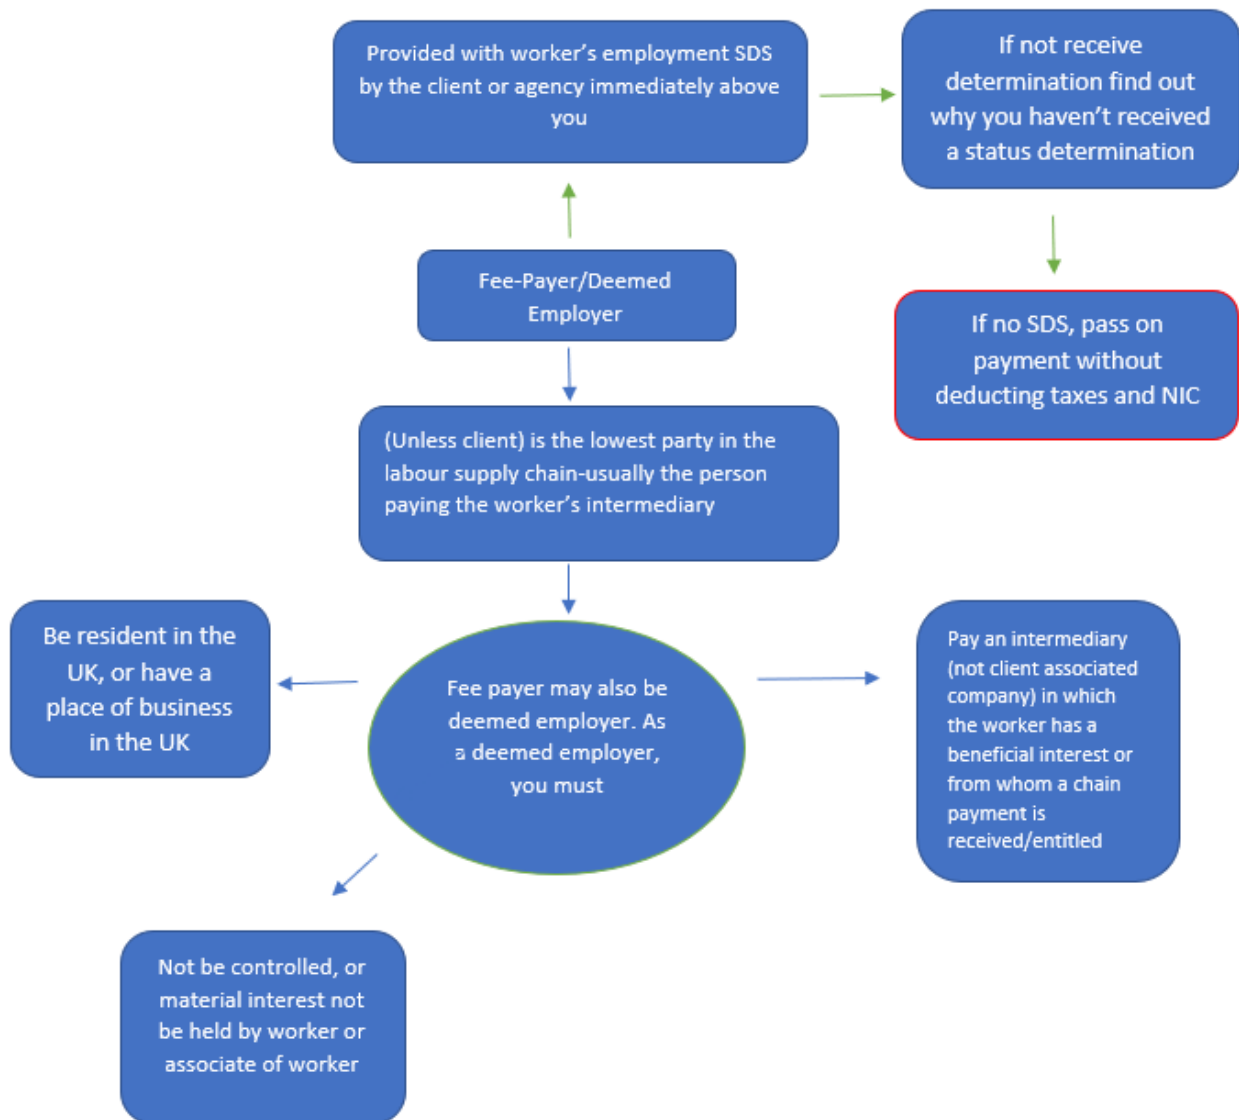 Provided with worker's employment SDS
by the client or agency immediately above
you
If not receive
determination find out
why you haven't received
a status determination
Fee-Payer/Deemed
Employer
If no SDS, pass on
payment without
deducting taxes and NIC
(Unless client) is the lowest party in the
labour supply chain-usually the person
paying the worker's intermediary
Be resident in the
UK, or have a
place of business
in the UK
Fee payer may also be
deemed employer. As
a deemed employer,
you must
Pay an intermediary
(not client associated
company) in which
the worker has a
beneficial interest or
from whom a chain
payment is
received/entitled
Not be controlled, or
material interest not
be held by worker or
associate of worker